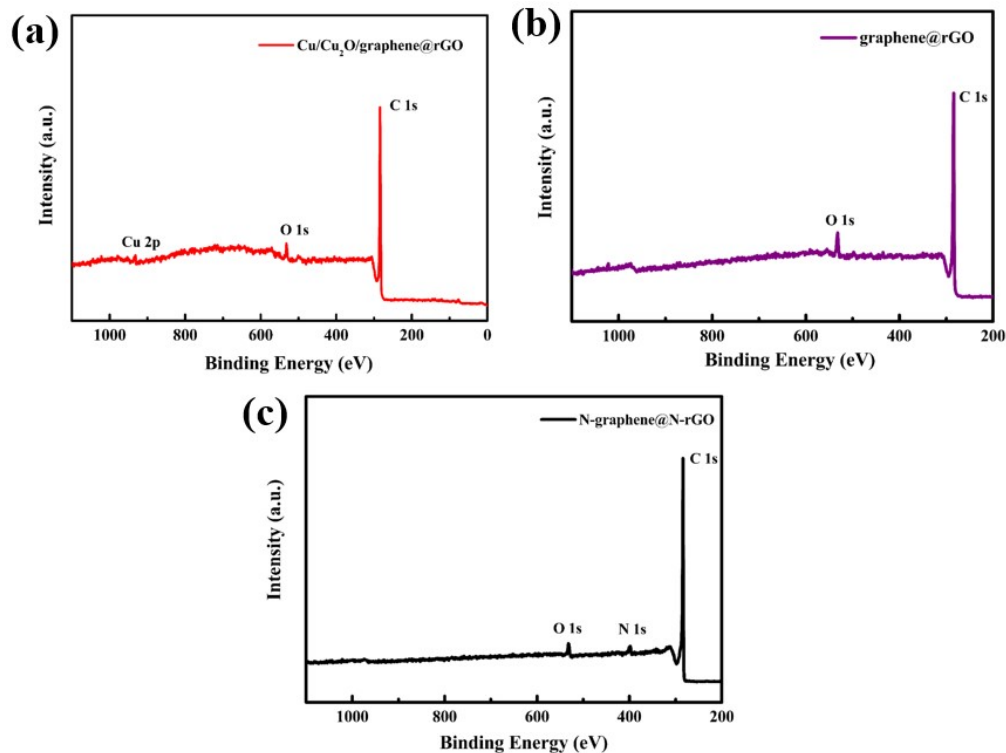 (a)
Cu/Cu₂O/graphene@rGO
C 1s
O 1s
Cu 2p
Intensity (a.u.)
1000 800 600 400 200 0
Binding Energy (eV)
(b)
graphene@rGO
C 1s
O 1s
Intensity (a.u.)
1000 800 600 400 200
Binding Energy (eV)
(c)
N-graphene@N-rGO
C 1s
O 1s N 1s
Intensity (a.u.)
1000 800 600 400 200
Binding Energy (eV)